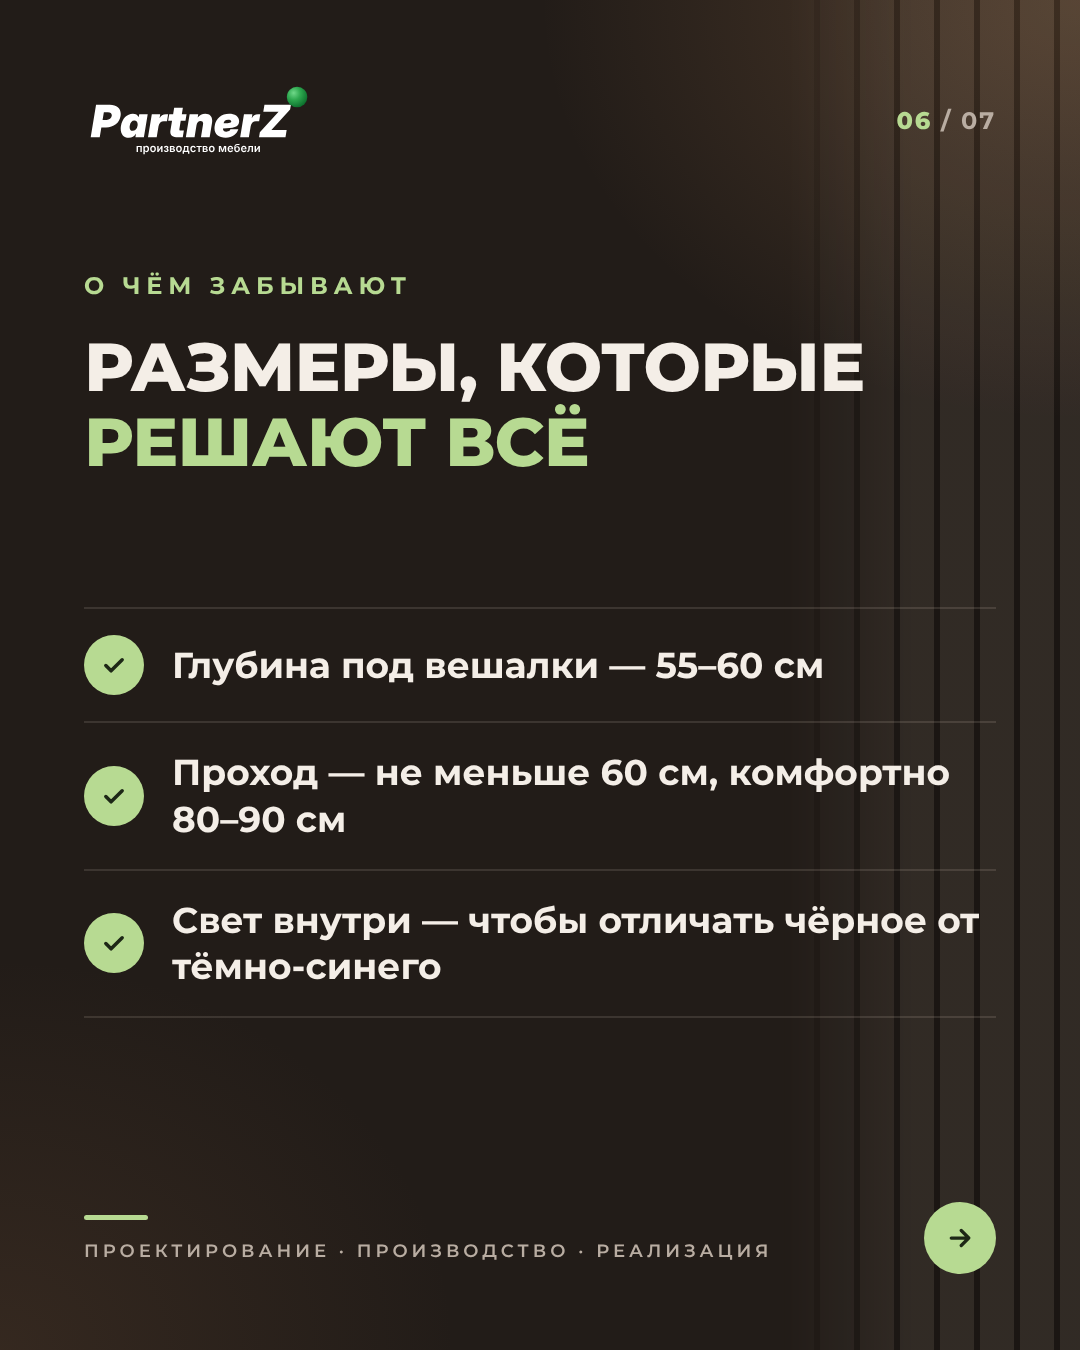 PartnerZ
производство мебели
06 / 07
О ЧЁМ ЗАБЫВАЮТ
РАЗМЕРЫ, КОТОРЫЕ
РЕШАЮТ ВСЁ
Глубина под вешалки — 55–60 см
Проход — не меньше 60 см, комфортно
80–90 см
Свет внутри — чтобы отличать чёрное от
тёмно-синего
ПРОЕКТИРОВАНИЕ · ПРОИЗВОДСТВО · РЕАЛИЗАЦИЯ